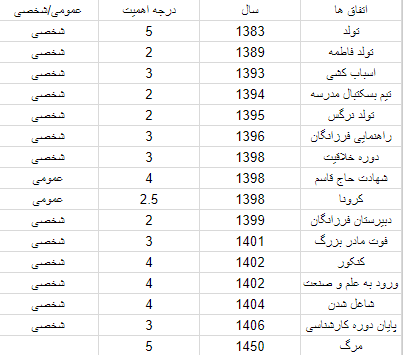 اتفاق ها	سال	درجه اهمیت	عمومی/شخصی
تولد	1383	5	شخصی
تولد فاطمه	1389	2	شخصی
اسباب کشی	1393	3	شخصی
تیم بسکتبال مدرسه	1394	2	شخصی
تولد نرگس	1395	2	شخصی
راهنمایی فرزانگان	1396	3	شخصی
دوره خلاقیت	1398	3	شخصی
شهادت حاج قاسم	1398	4	عمومی
کرونا	1398	2.5	عمومی
دبیرستان فرزانگان	1399	2	شخصی
فوت مادر بزرگ	1401	3	شخصی
کنکور	1402	4	شخصی
ورود به علم و صنعت	1402	4	شخصی
شاغل شدن	1404	4	شخصی
پایان دوره کارشناسی	1406	3	شخصی
مرگ	1450	5